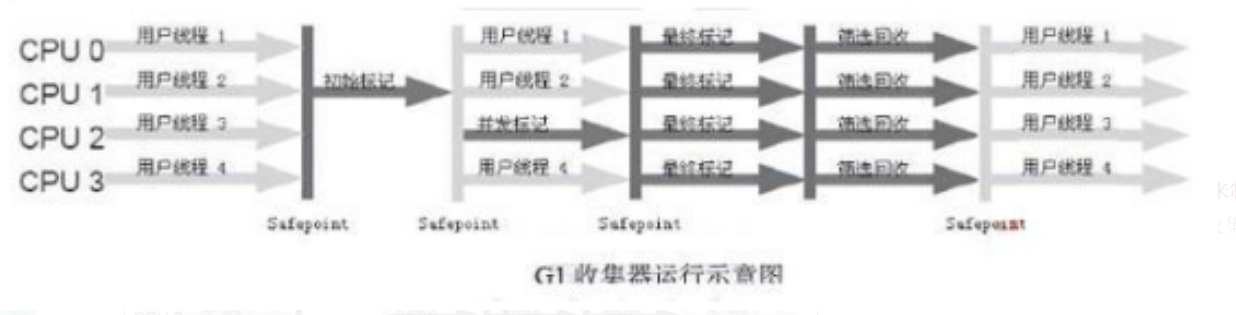 CPU 0 用户线程 1 用户线程 1 最终标记 筛选回收 用户线程 1
CPU 1 用户线程 2 初始标记 用户线程 2 最终标记 筛选回收 用户线程 2
CPU 2 用户线程 3 并发标记 最终标记 筛选回收 用户线程 3
CPU 3 用户线程 4 用户线程 4 最终标记 筛选回收 用户线程 4
Safepoint Safepoint Safepoint Safepoint
G1 收集器运行示意图